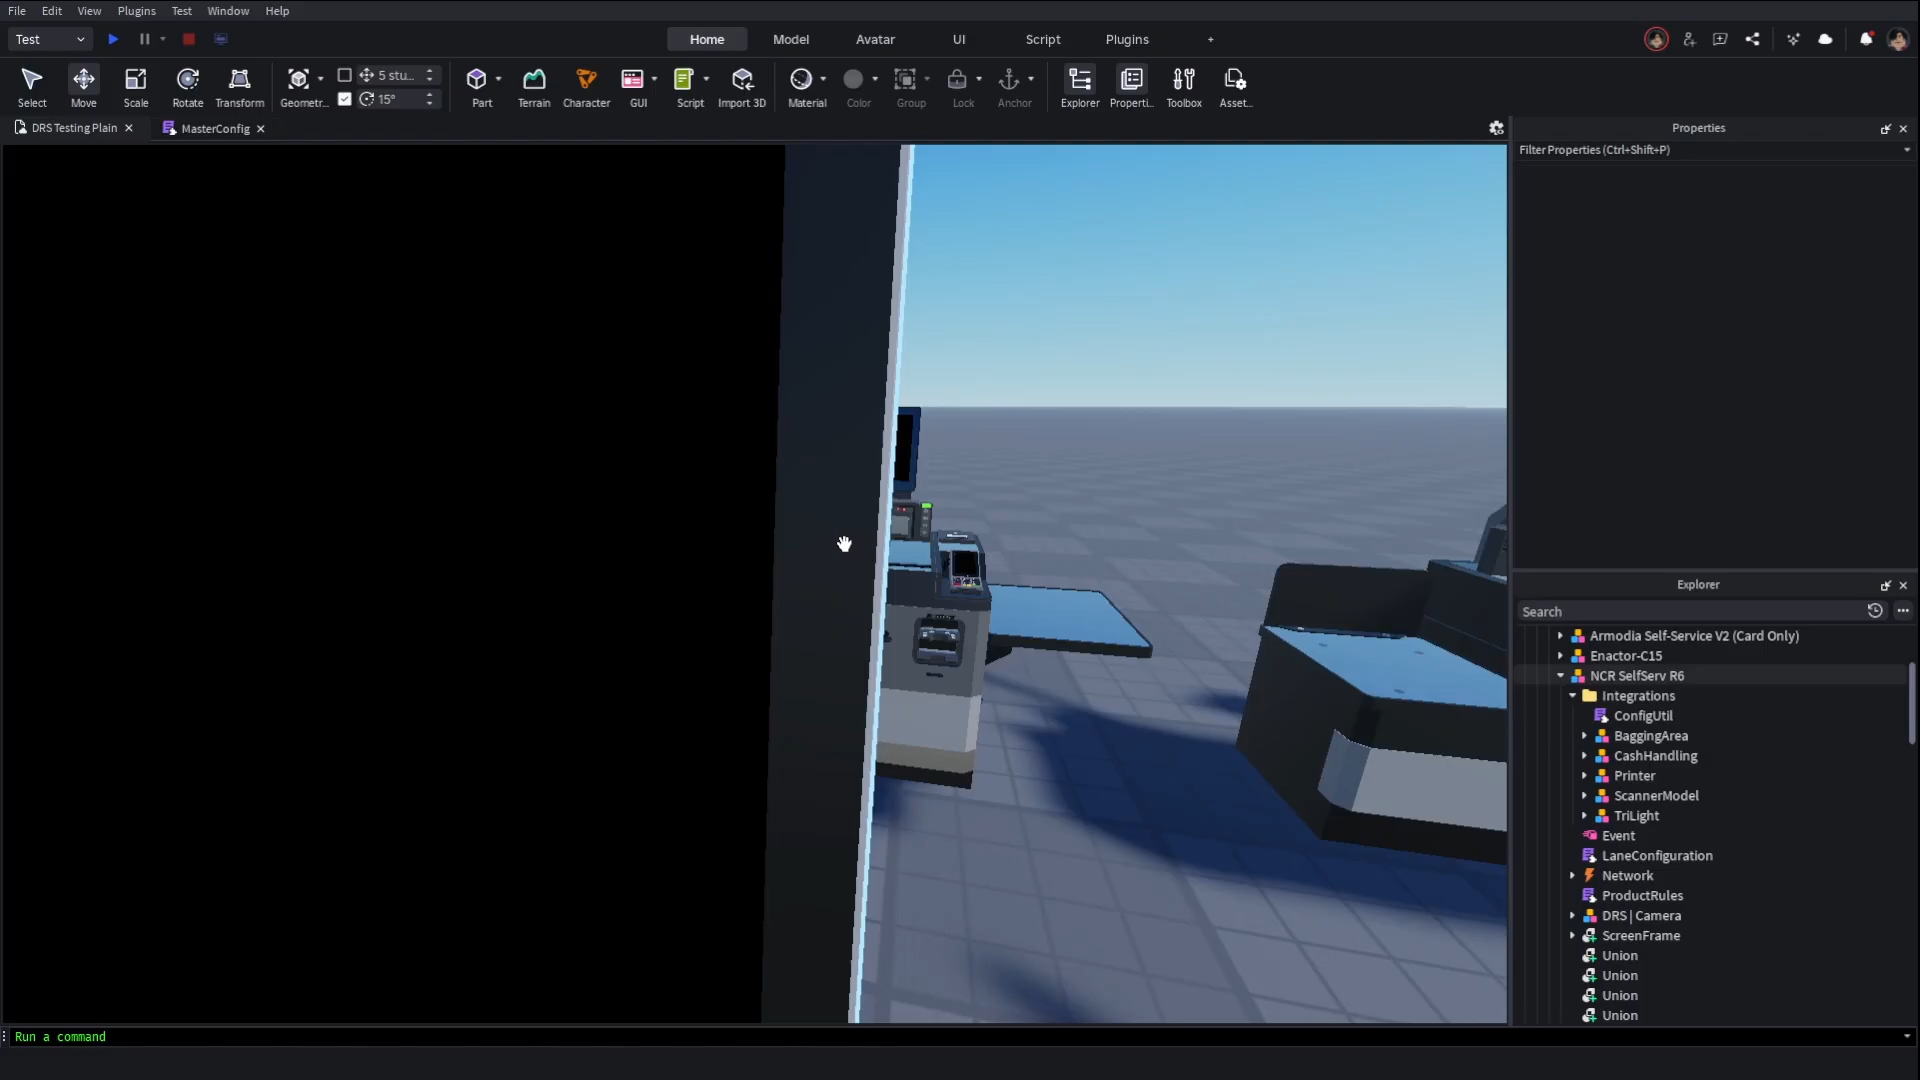 File Edit View Plugins Test Window Help
Test
Home Model Avatar UI Script Plugins +
5 stu...
15°
Select Move Scale Rotate Transform Geometr... Part Terrain Character GUI Script Import 3D Material Color Group Lock Anchor Explorer Properti... Toolbox Asset...
DRS Testing Plain
MasterConfig
Properties
Filter Properties (Ctrl+Shift+P)
Explorer
Search
Armodia Self-Service V2 (Card Only)
Enactor-C15
NCR SelfServ R6
Integrations
ConfigUtil
BaggingArea
CashHandling
Printer
ScannerModel
TriLight
Event
LaneConfiguration
Network
ProductRules
DRS | Camera
ScreenFrame
Union
Union
Union
Union
Run a command